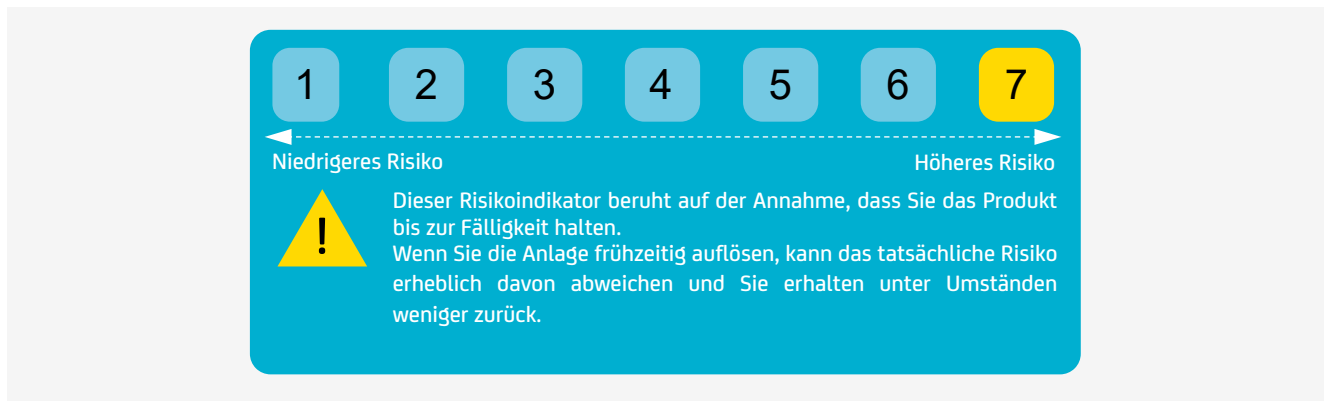 1 2 3 4 5 6 7
Niedrigeres Risiko Höheres Risiko
!
Dieser Risikoindikator beruht auf der Annahme, dass Sie das Produkt
bis zur Fälligkeit halten.
Wenn Sie die Anlage frühzeitig auflösen, kann das tatsächliche Risiko
erheblich davon abweichen und Sie erhalten unter Umständen
weniger zurück.